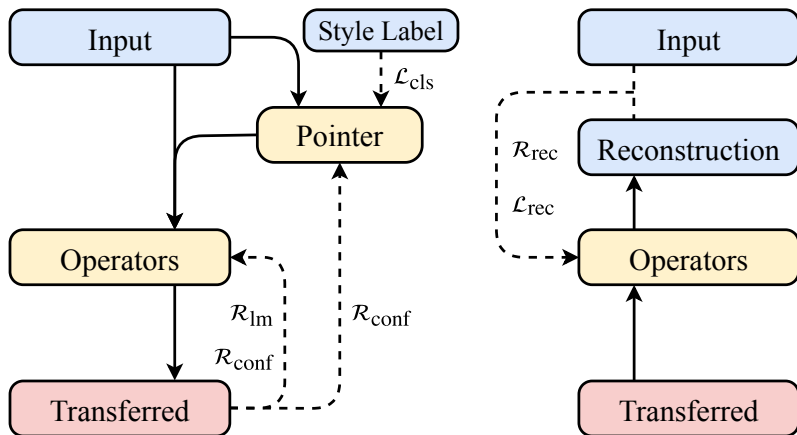 Input
Style Label
ℒcls
Pointer
Operators
ℛlm
ℛconf
ℛconf
Transferred
Input
ℛrec
Reconstruction
ℒrec
Operators
Transferred